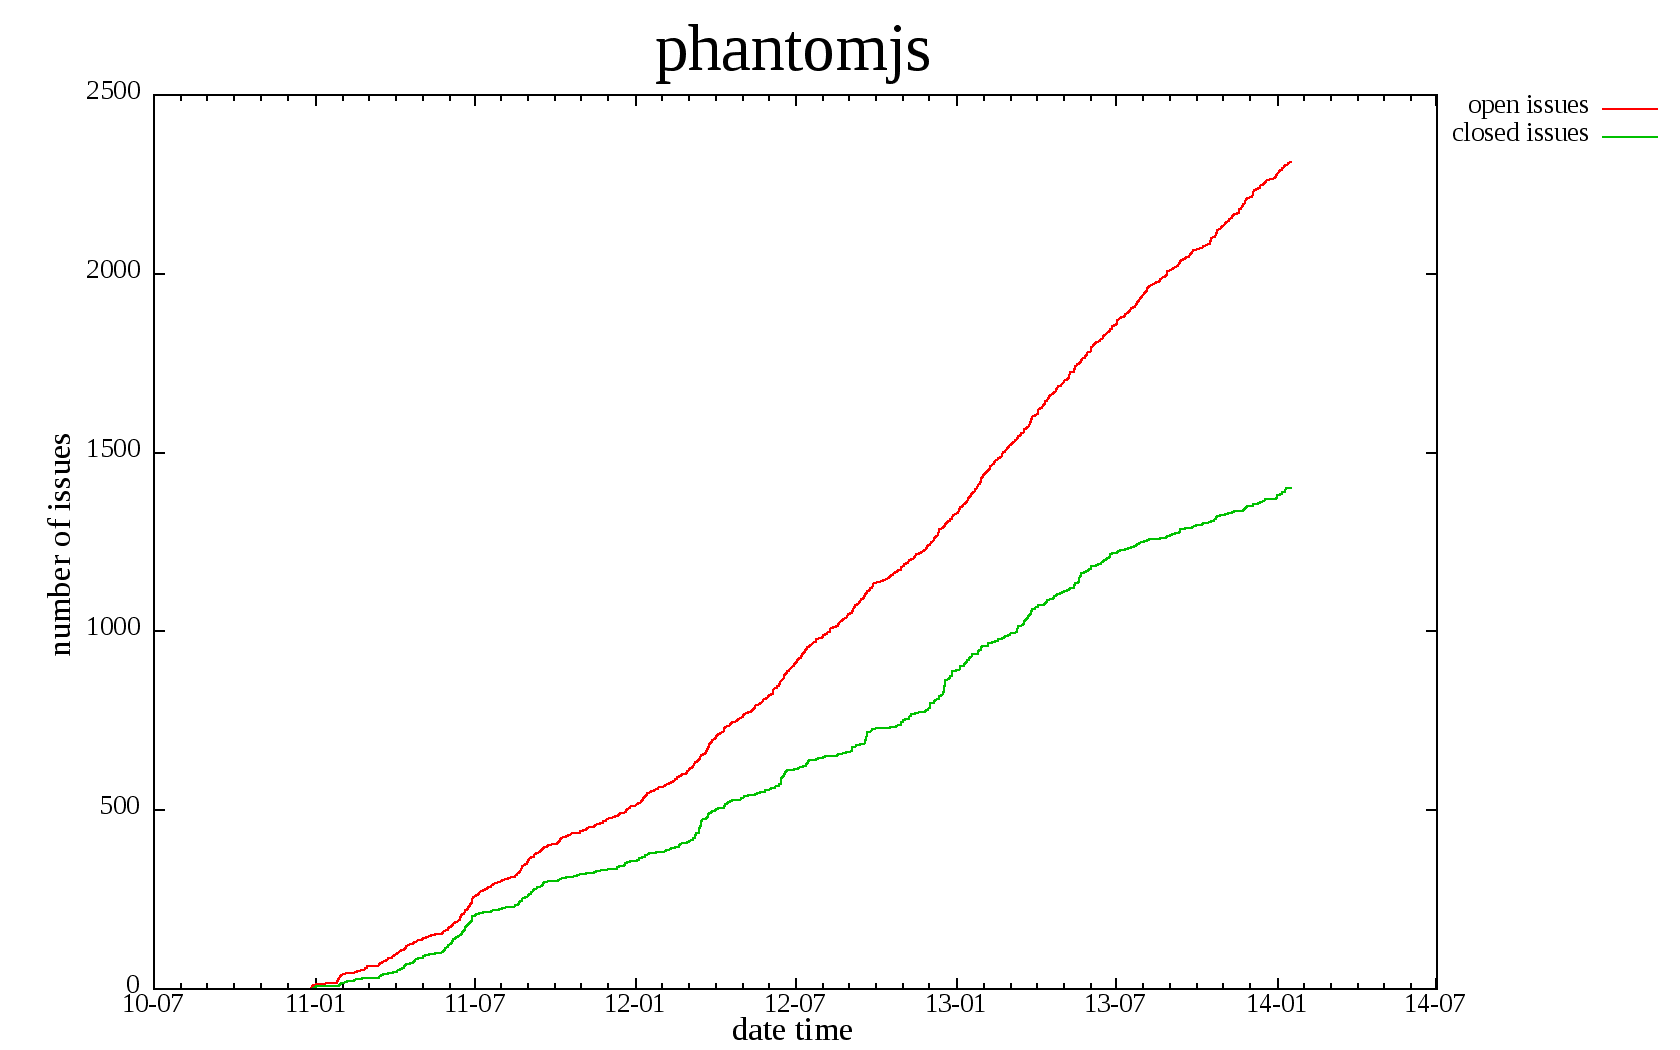 phantomjs
open issues
closed issues
number of issues
2500
2000
1500
1000
500
0
10-07 11-01 11-07 12-01 12-07 13-01 13-07 14-01 14-07
date time